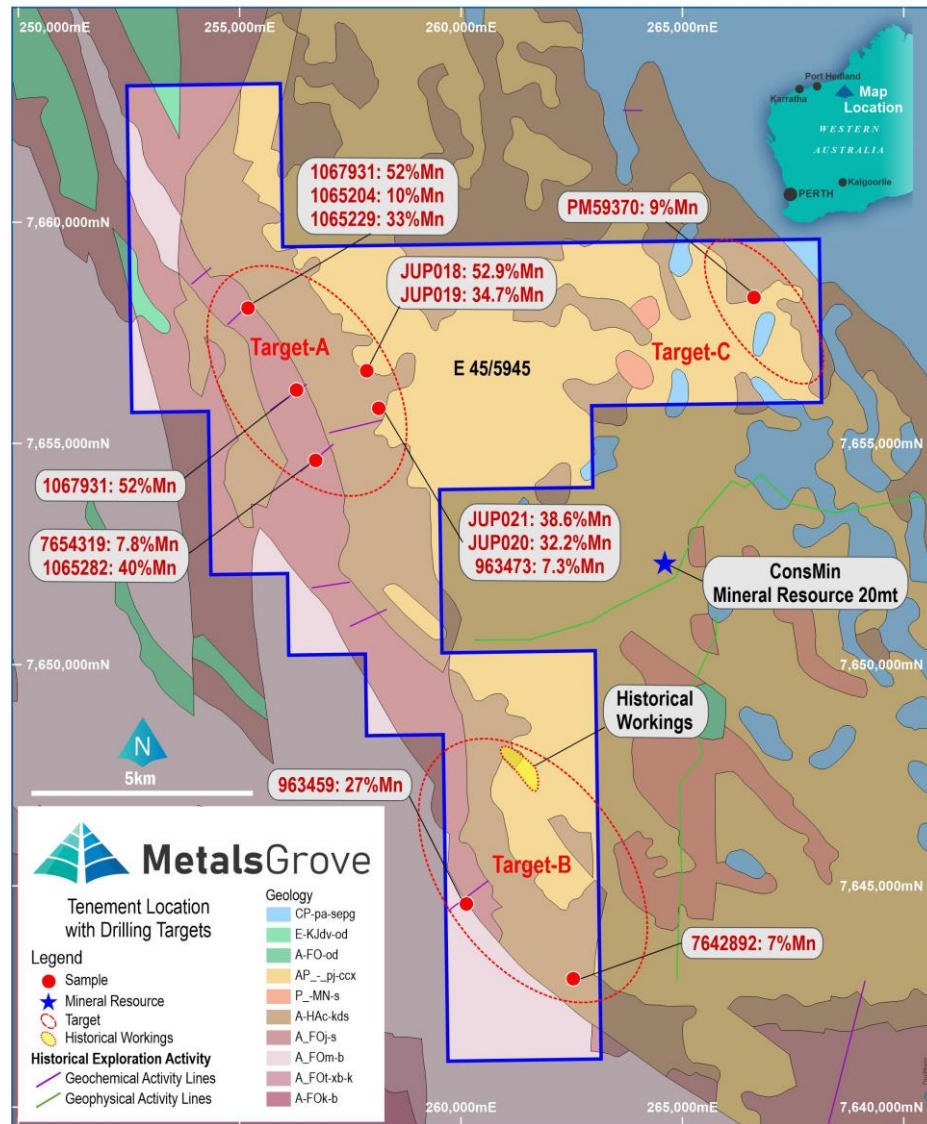 250,000mE
255,000mE
260,000mE
265,000mE
Port Hedland
Karratha
Map
Location
WESTERN
AUSTRALIA
Kalgoorlie
PERTH
7,660,000mN
1067931: 52%Mn
1065204: 10%Mn
1065229: 33%Mn
PM59370: 9%Mn
JUP018: 52.9%Mn
JUP019: 34.7%Mn
Target-A
E 45/5945
Target-C
7,655,000mN
7,655,000mN
1067931: 52%Mn
7654319: 7.8%Mn
1065282: 40%Mn
JUP021: 38.6%Mn
JUP020: 32.2%Mn
963473: 7.3%Mn
ConsMin
Mineral Resource 20mt
7,650,000mN
7,650,000mN
Historical
Workings
N
5km
963459: 27%Mn
Target-B
7642892: 7%Mn
7,645,000mN
MetalsGrove
Tenement Location
with Drilling Targets
Legend
Sample
Mineral Resource
Target
Historical Workings
Historical Exploration Activity
Geochemical Activity Lines
Geophysical Activity Lines
Geology
CP-pa-sepg
E-KJdv-od
A-FO-od
AP_-_pj-ccx
P_-MN-s
A-HAc-kds
A_FOj-s
A_FOm-b
A_FOt-xb-k
A-FOk-b
260,000mE
265,000mE
7,640,000mN